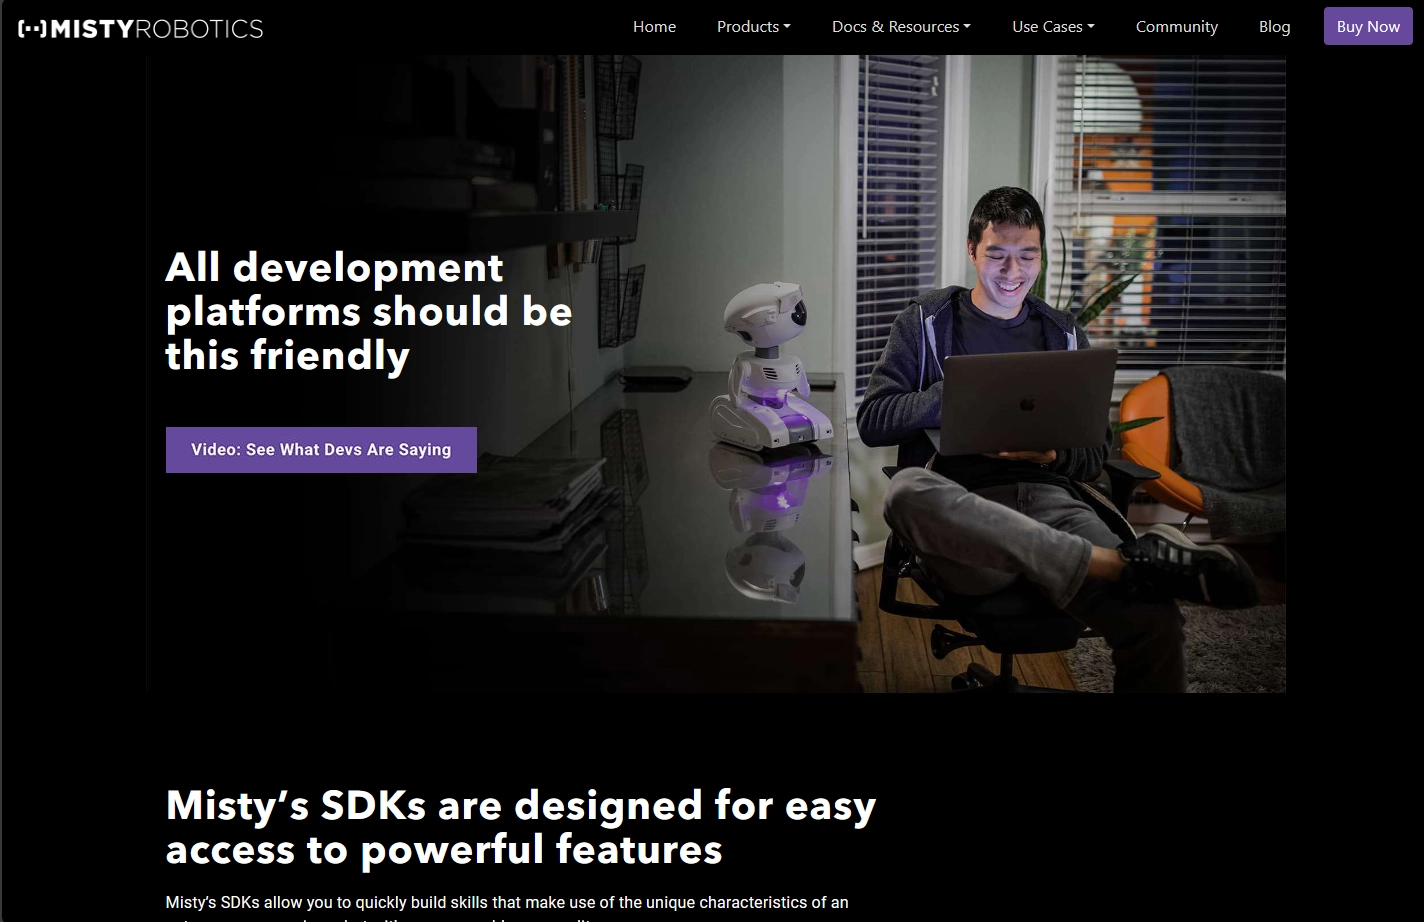 MISTYROBOTICS
Home Products Docs & Resources Use Cases Community Blog Buy Now
All development
platforms should be
this friendly
Video: See What Devs Are Saying
Misty’s SDKs are designed for easy
access to powerful features
Misty’s SDKs allow you to quickly build skills that make use of the unique characteristics of an